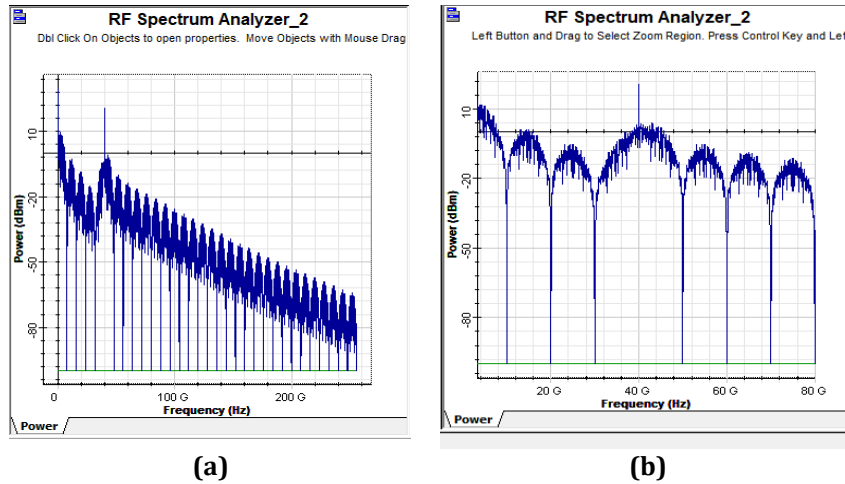 RF Spectrum Analyzer_2
Dbl Click On Objects to open properties. Move Objects with Mouse Drag
Power (dBm)
10
-20
-50
-80
0
100 G
200 G
Frequency (Hz)
Power
(a)
RF Spectrum Analyzer_2
Left Button and Drag to Select Zoom Region. Press Control Key and Left
Power (dBm)
10
-20
-50
-80
20 G
40 G
60 G
80 G
Frequency (Hz)
Power
(b)